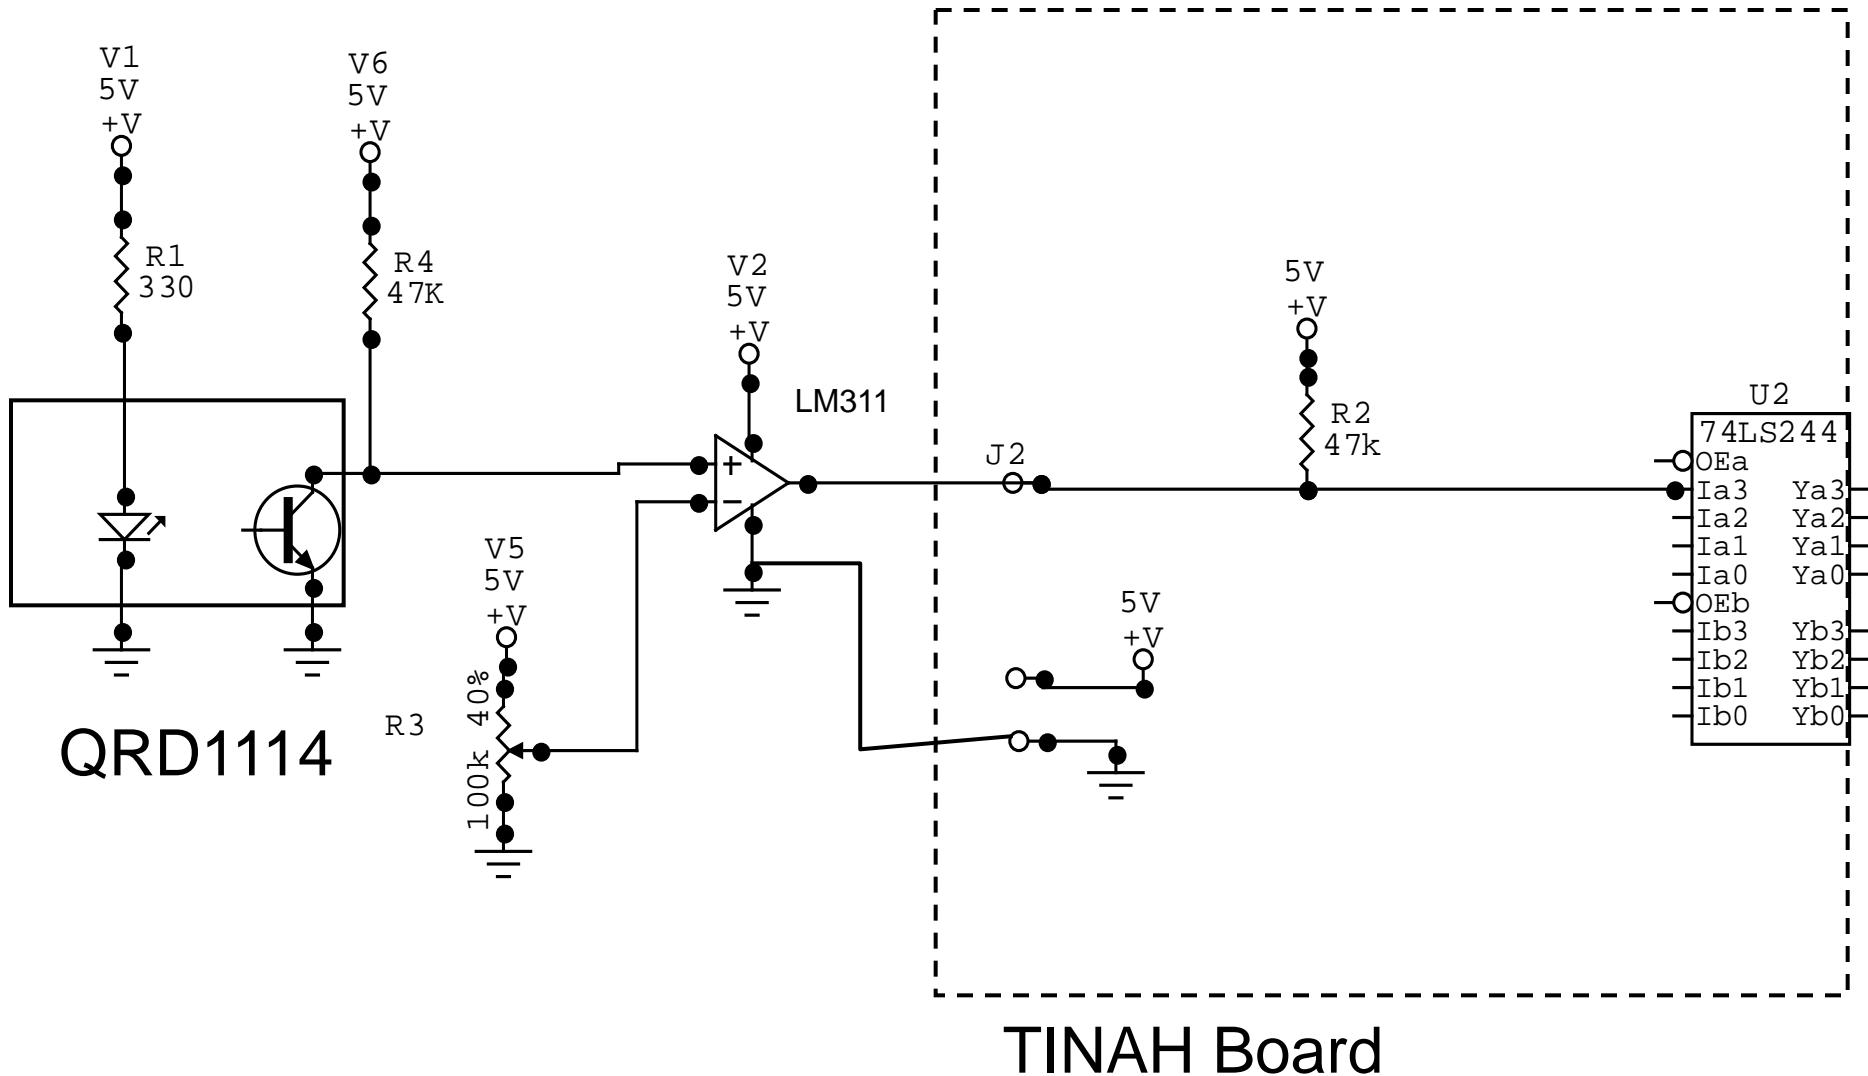 V1
5V
+V
V6
5V
+V
R1
330
R4
47K
V2
5V
+V
LM311
+
−
J2
5V
+V
R2
47k
U2
74LS244
OEa
Ia3 Ya3
Ia2 Ya2
Ia1 Ya1
Ia0 Ya0
OEb
Ib3 Yb3
Ib2 Yb2
Ib1 Yb1
Ib0 Yb0
V5
5V
+V
R3
100k 40%
5V
+V
QRD1114
TINAH Board